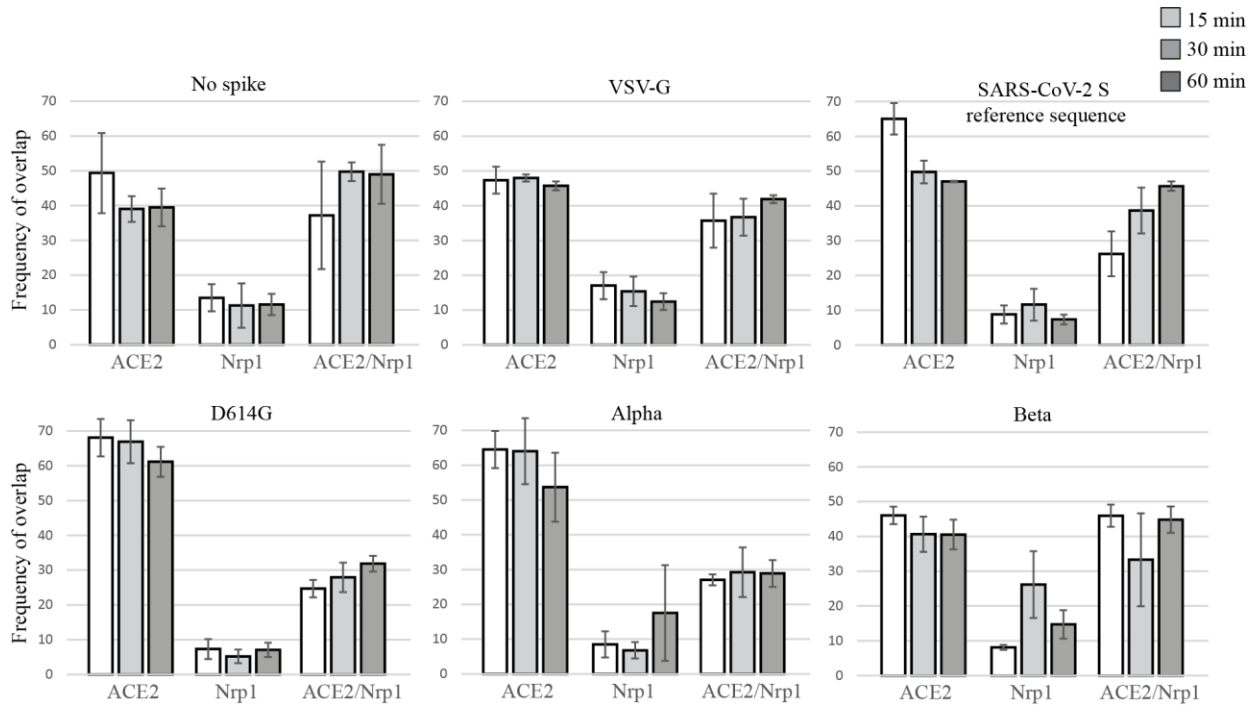 15 min
30 min
60 min
No spike
VSV-G
SARS-CoV-2 S
reference sequence
Frequency of overlap
70
60
50
40
30
20
10
0
ACE2 Nrp1 ACE2/Nrp1
70
60
50
40
30
20
10
0
ACE2 Nrp1 ACE2/Nrp1
70
60
50
40
30
20
10
0
ACE2 Nrp1 ACE2/Nrp1
D614G
Alpha
Beta
Frequency of overlap
70
60
50
40
30
20
10
0
ACE2 Nrp1 ACE2/Nrp1
70
60
50
40
30
20
10
0
ACE2 Nrp1 ACE2/Nrp1
70
60
50
40
30
20
10
0
ACE2 Nrp1 ACE2/Nrp1